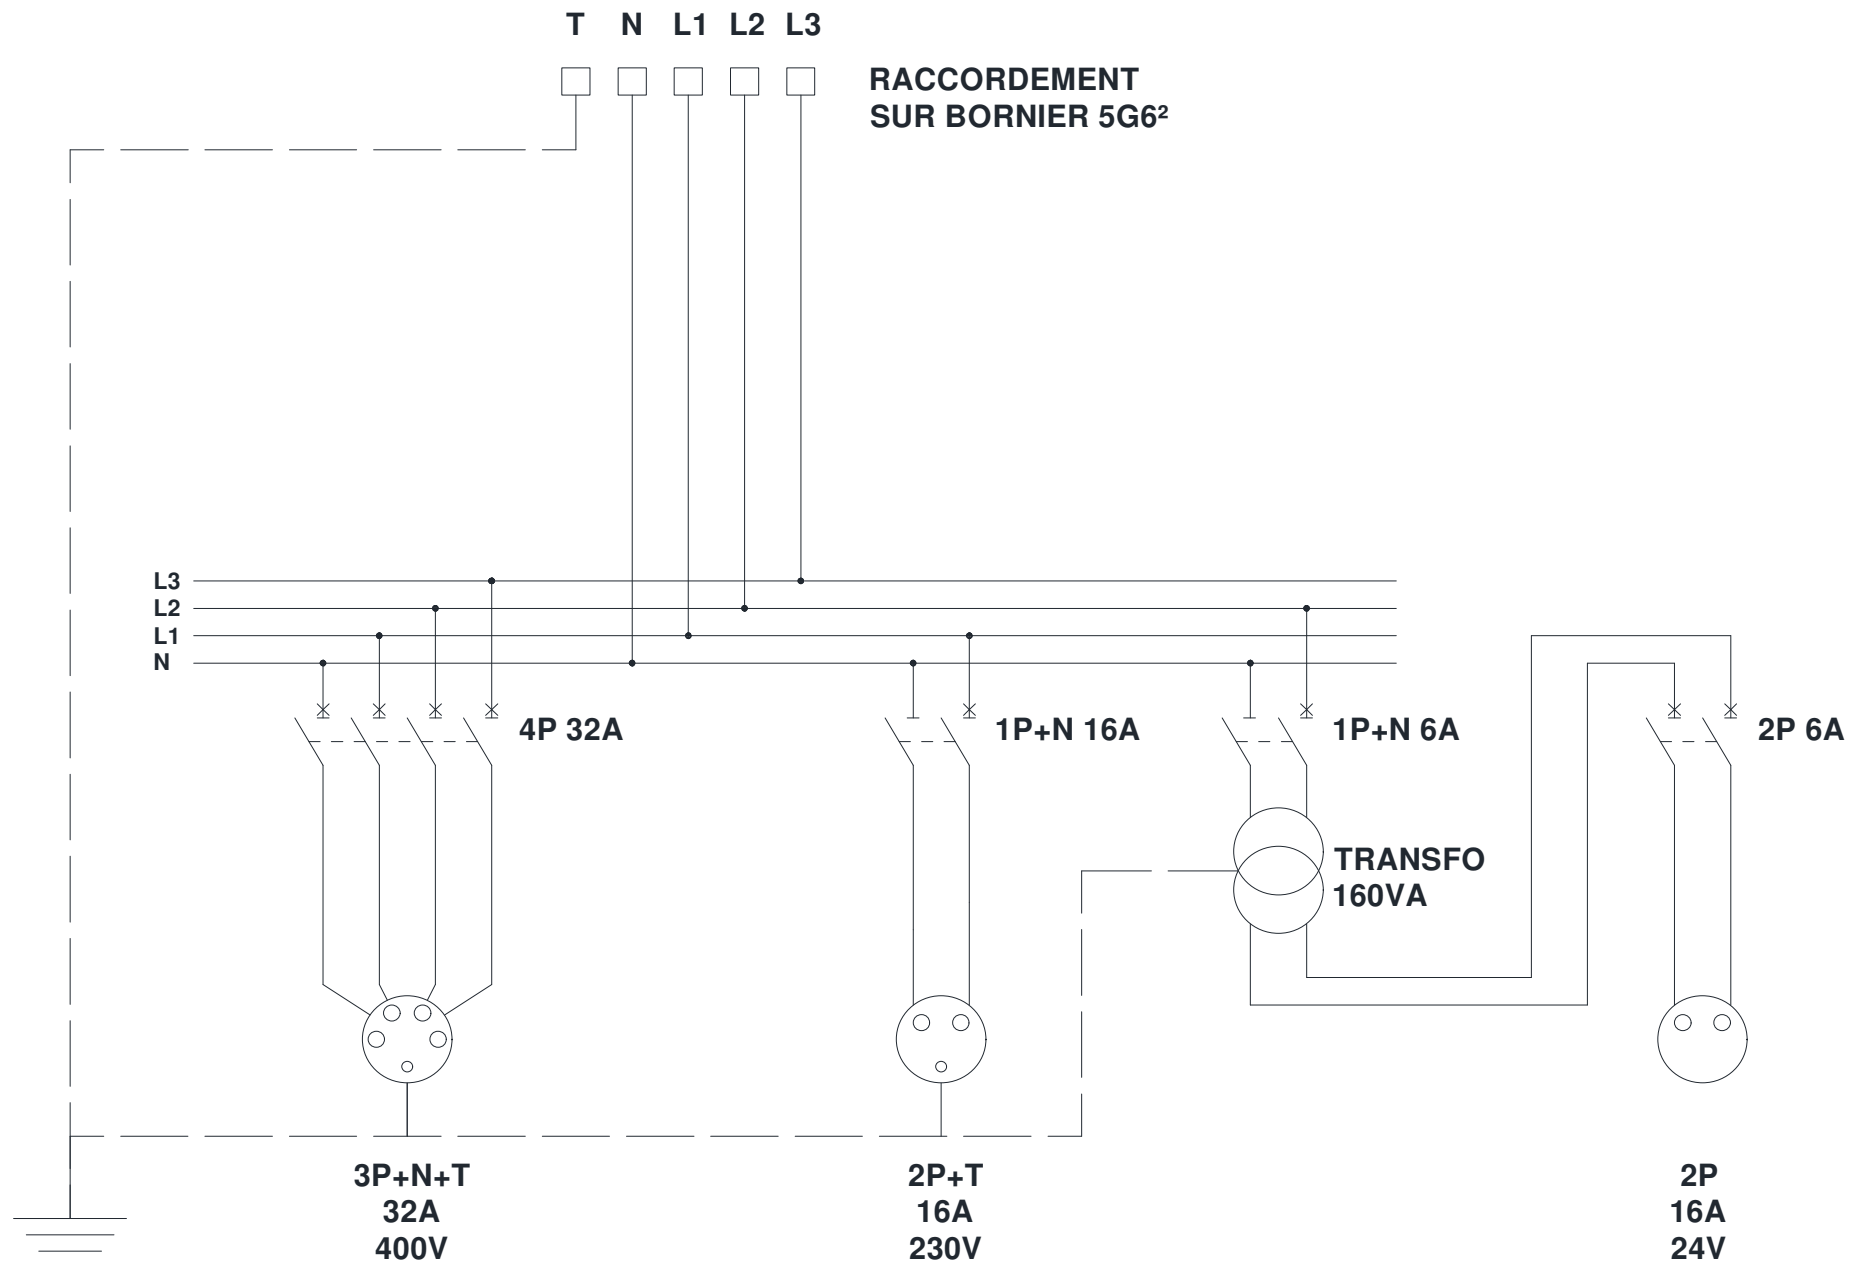 T N L1 L2 L3
RACCORDEMENT
SUR BORNIER 5G6²
L3
L2
L1
N
4P 32A
1P+N 16A
1P+N 6A
2P 6A
TRANSFO
160VA
3P+N+T
32A
400V
2P+T
16A
230V
2P
16A
24V